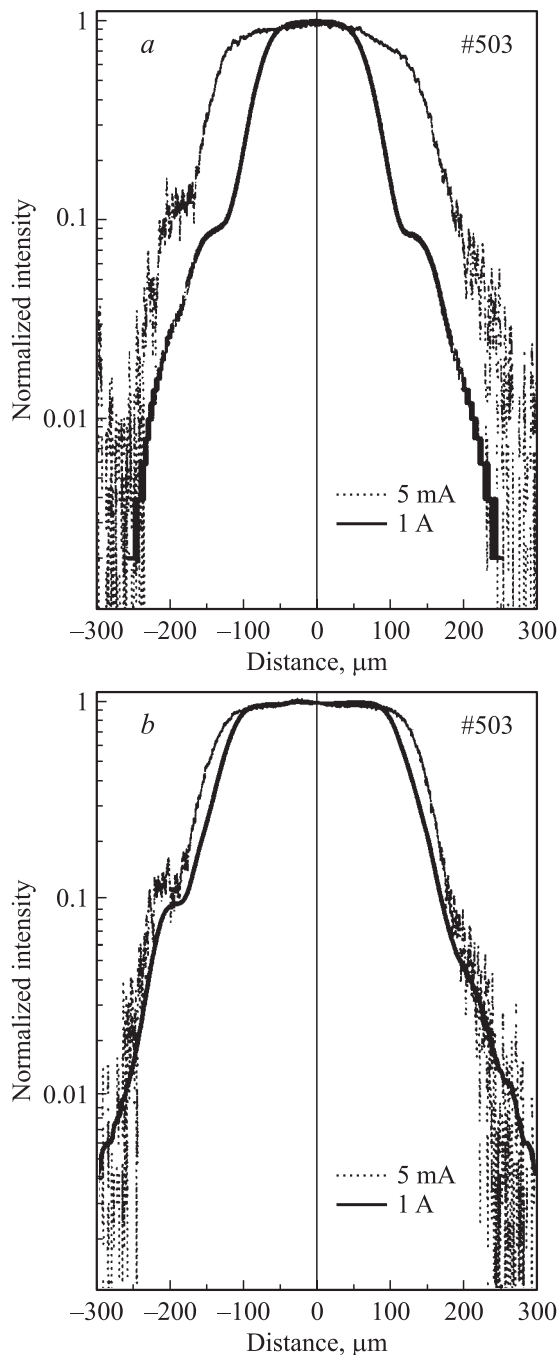 a
#503
1
0.1
0.01
Normalized intensity
5 mA
1 A
–300 –200 –100 0 100 200 300
Distance, μm
b
#503
1
0.1
0.01
Normalized intensity
5 mA
1 A
–300 –200 –100 0 100 200 300
Distance, μm